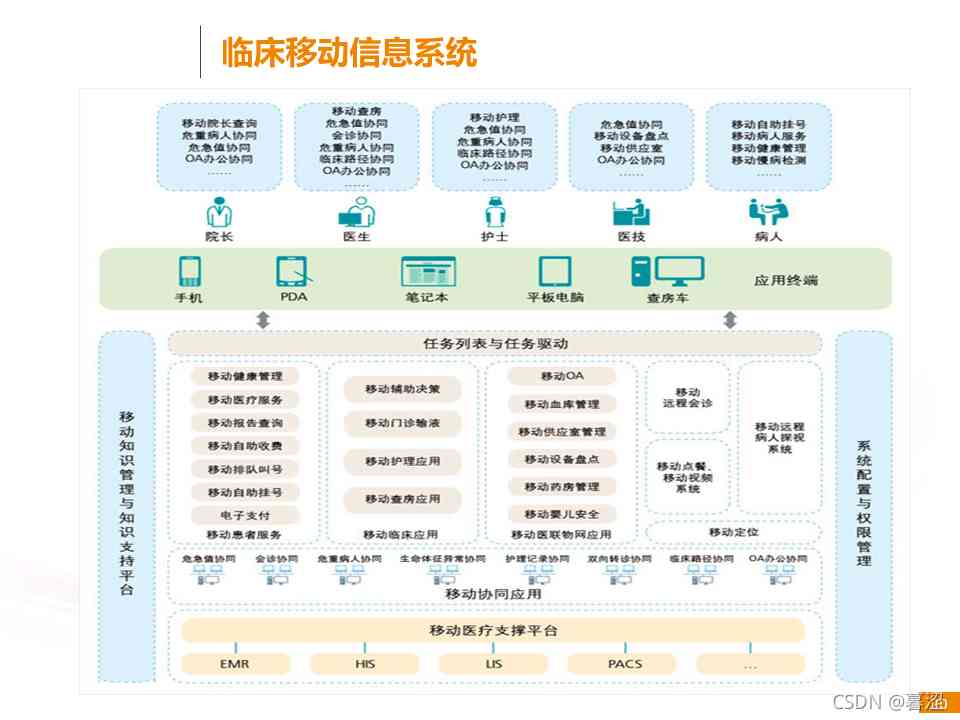 临床移动信息系统
移动院长查询
危重病人协同
危急值协同
OA办公协同
……
移动查房
危急值协同
会诊协同
危重病人协同
临床路径协同
OA办公协同
……
移动护理
危急值协同
危重病人协同
临床路径协同
OA办公协同
……
危急值协同
移动设备盘点
移动供应室
OA办公协同
……
移动自助挂号
移动病人服务
移动健康管理
移动慢病检测
……
院长
医生
护士
医技
病人
手机
PDA
笔记本
平板电脑
查房车
应用终端
移动知识管理与知识支持平台
任务列表与任务驱动
移动健康管理
移动医疗服务
移动报告查询
移动自助收费
移动排队叫号
移动自助挂号
电子支付
移动患者服务
移动辅助决策
移动门诊输液
移动护理应用
移动查房应用
移动临床应用
移动OA
移动血库管理
移动供应室管理
移动设备盘点
移动药房管理
移动婴儿安全
移动医联物网应用
移动
远程会诊
移动点餐、
移动视频
系统
移动远程
病人探视
系统
移动定位
系统配置与权限管理
危急值协同
会诊协同
危重病人协同
生命体征异常协同
护理记录协同
双向转诊协同
临床路径协同
OA办公协同
移动协同应用
移动医疗支撑平台
EMR
HIS
LIS
PACS
…
CSDN @暮